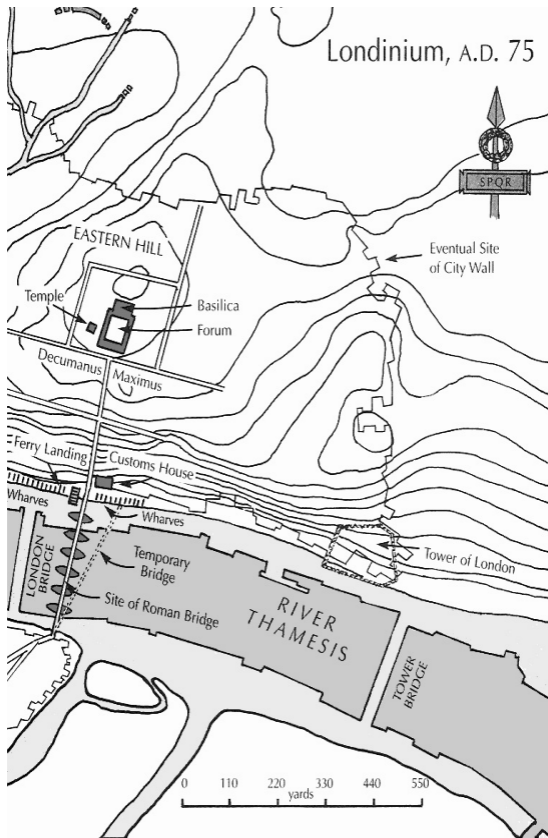 Londinium, A.D. 75
SPQR
EASTERN HILL
Eventual Site
of City Wall
Temple
Basilica
Forum
Decumanus Maximus
Ferry Landing
Customs House
Wharves
Wharves
Tower of London
LONDON
BRIDGE
Temporary
Bridge
Site of Roman Bridge
RIVER
THAMESIS
TOWER
BRIDGE
0 110 220 330 440 550
yards